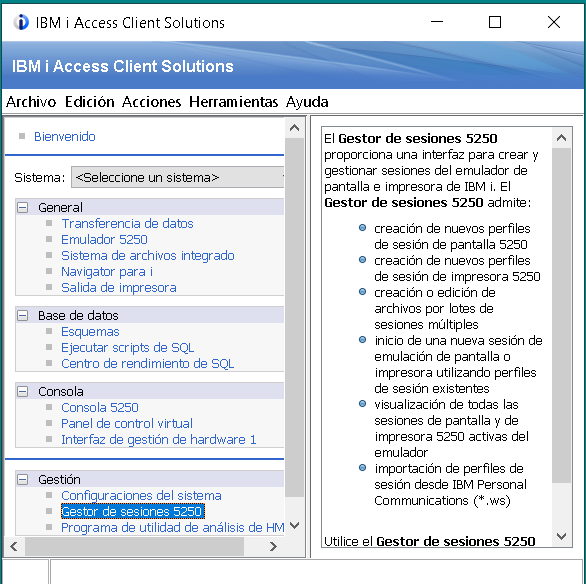 IBM i Access Client Solutions
IBM i Access Client Solutions
Archivo Edición Acciones Herramientas Ayuda
Bienvenido
Sistema: <Seleccione un sistema>
General
Transferencia de datos
Emulador 5250
Sistema de archivos integrado
Navigator para i
Salida de impresora
Base de datos
Esquemas
Ejecutar scripts de SQL
Centro de rendimiento de SQL
Consola
Consola 5250
Panel de control virtual
Interfaz de gestión de hardware 1
Gestión
Configuraciones del sistema
Gestor de sesiones 5250
Programa de utilidad de análisis de HM
El Gestor de sesiones 5250
proporciona una interfaz para crear y
gestionar sesiones del emulador de
pantalla e impresora de IBM i. El
Gestor de sesiones 5250 admite:
creación de nuevos perfiles
de sesión de pantalla 5250
creación de nuevos perfiles
de sesión de impresora 5250
creación o edición de
archivos por lotes de
sesiones múltiples
inicio de una nueva sesión de
emulación de pantalla o
impresora utilizando perfiles
de sesión existentes
visualización de todas las
sesiones de pantalla y de
impresora 5250 activas del
emulador
importación de perfiles de
sesión desde IBM Personal
Communications (*.ws)
Utilice el Gestor de sesiones 5250